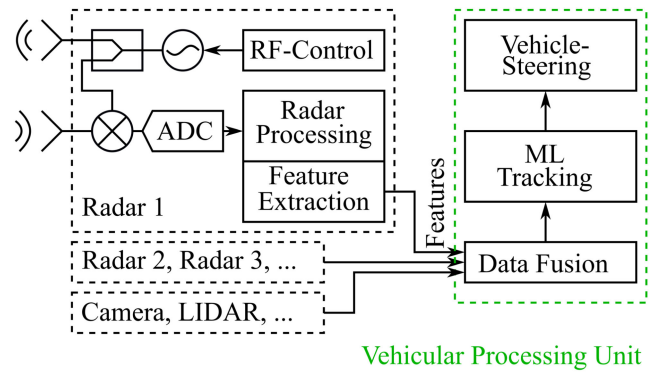 RF-Control
ADC
Radar
Processing
Feature
Extraction
Radar 1
Radar 2, Radar 3, ...
Camera, LIDAR, ...
Features
Vehicle-
Steering
ML
Tracking
Data Fusion
Vehicular Processing Unit